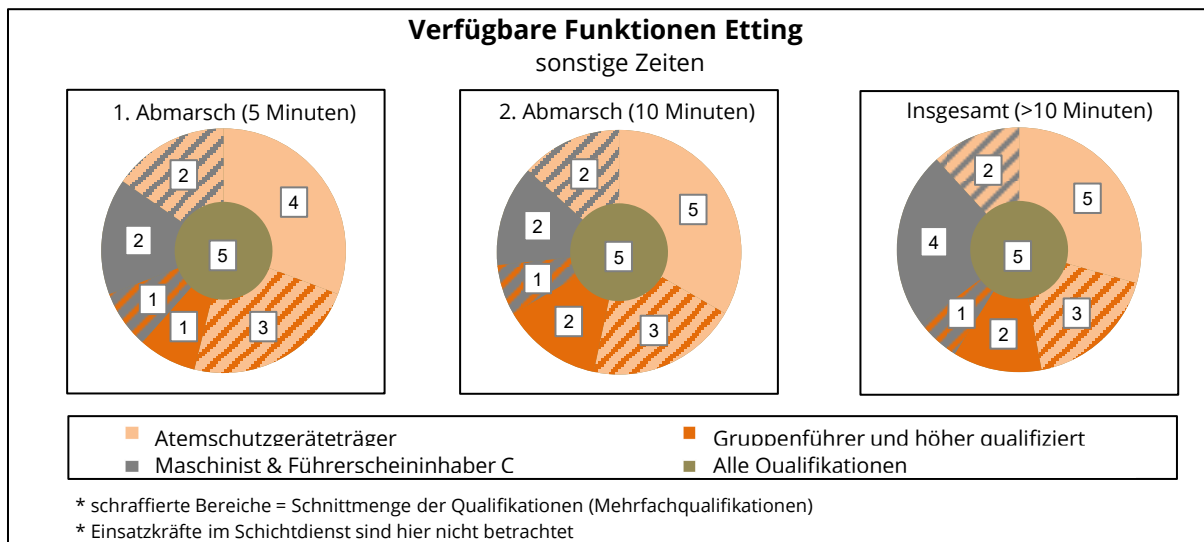 Verfügbare Funktionen Etting
sonstige Zeiten
1. Abmarsch (5 Minuten)
2
4
2
5
1
1
3
2. Abmarsch (10 Minuten)
2
5
2
5
1
2
3
Insgesamt (>10 Minuten)
2
5
4
5
1
2
3
Atemschutzgeräteträger
Gruppenführer und höher qualifiziert
Maschinist & Führerscheininhaber C
Alle Qualifikationen
* schraffierte Bereiche = Schnittmenge der Qualifikationen (Mehrfachqualifikationen)
* Einsatzkräfte im Schichtdienst sind hier nicht betrachtet